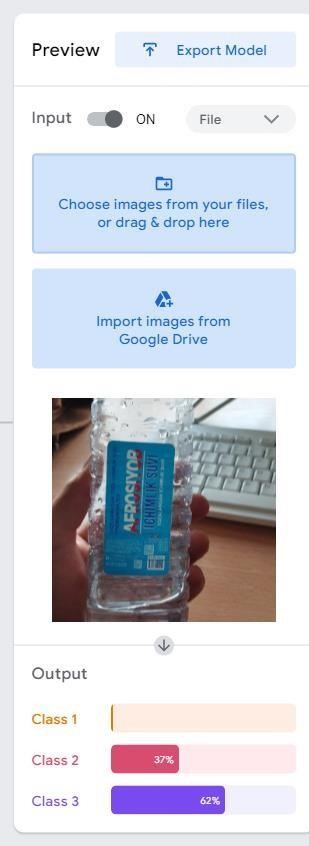 Preview
Export Model
Input
ON
File
Choose images from your files,
or drag & drop here
Import images from
Google Drive
AFROSIYOB
ICHIMLIK SUVI
Output
Class 1
Class 2
37%
Class 3
62%